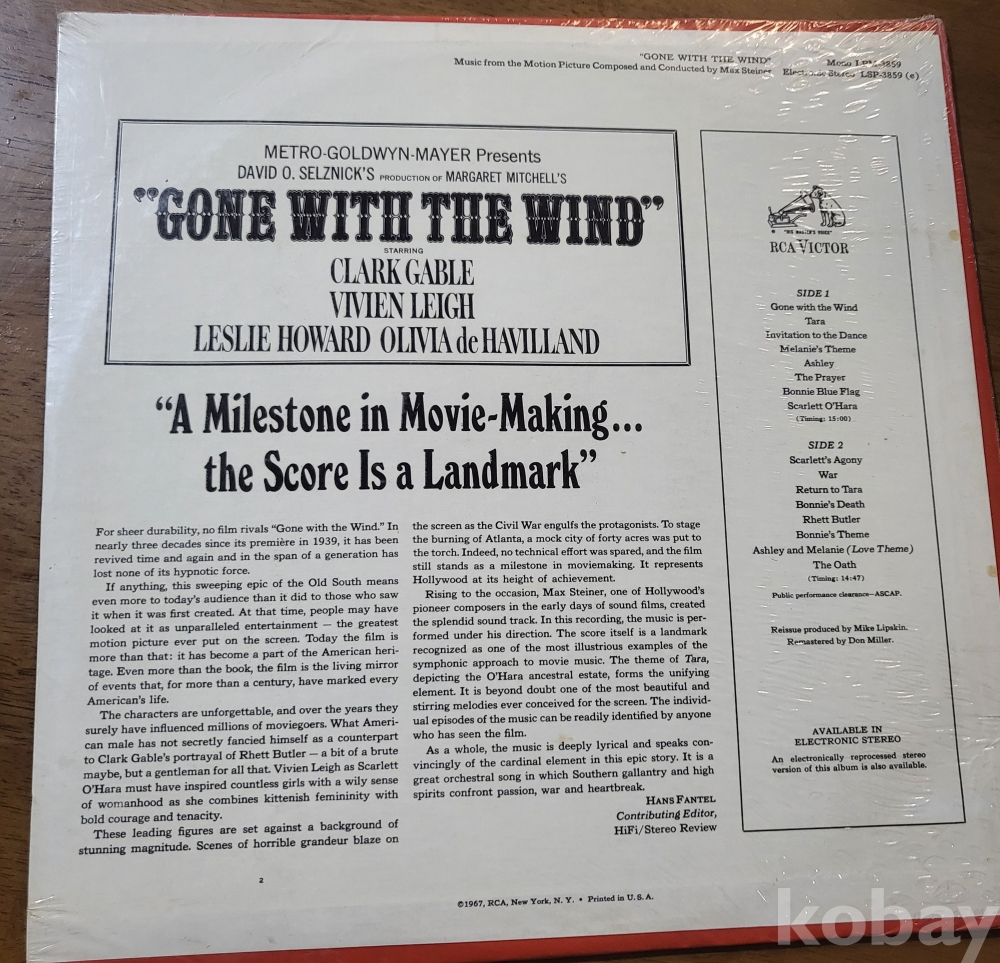 "GONE WITH THE WIND"
Music from the Motion Picture Composed and Conducted by Max Steiner
Mono LPM-3859
Electronic Stereo LSP-3859 (e)
METRO-GOLDWYN-MAYER Presents
DAVID O. SELZNICK'S PRODUCTION OF MARGARET MITCHELL'S
"GONE WITH THE WIND"
STARRING
CLARK GABLE
VIVIEN LEIGH
LESLIE HOWARD OLIVIA de HAVILLAND
"A Milestone in Movie-Making...
the Score Is a Landmark"
For sheer durability, no film rivals "Gone with the Wind." In
nearly three decades since its première in 1939, it has been
revived time and again and in the span of a generation has
lost none of its hypnotic force.
If anything, this sweeping epic of the Old South means
even more to today's audience than it did to those who saw
it when it was first created. At that time, people may have
looked at it as unparalleled entertainment – the greatest
motion picture ever put on the screen. Today the film is
more than that: it has become a part of the American heri-
tage. Even more than the book, the film is the living mirror
of events that, for more than a century, have marked every
American's life.
The characters are unforgettable, and over the years they
surely have influenced millions of moviegoers. What Ameri-
can male has not secretly fancied himself as a counterpart
to Clark Gable's portrayal of Rhett Butler – a bit of a brute
maybe, but a gentleman for all that. Vivien Leigh as Scarlett
O'Hara must have inspired countless girls with a wily sense
of womanhood as she combines kittenish femininity with
bold courage and tenacity.
These leading figures are set against a background of
stunning magnitude. Scenes of horrible grandeur blaze on
the screen as the Civil War engulfs the protagonists. To stage
the burning of Atlanta, a mock city of forty acres was put to
the torch. Indeed, no technical effort was spared, and the film
still stands as a milestone in moviemaking. It represents
Hollywood at its height of achievement.
Rising to the occasion, Max Steiner, one of Hollywood's
pioneer composers in the early days of sound films, created
the splendid sound track. In this recording, the music is per-
formed under his direction. The score itself is a landmark
recognized as one of the most illustrious examples of the
symphonic approach to movie music. The theme of Tara,
depicting the O'Hara ancestral estate, forms the unifying
element. It is beyond doubt one of the most beautiful and
stirring melodies ever conceived for the screen. The individ-
ual episodes of the music can be readily identified by anyone
who has seen the film.
As a whole, the music is deeply lyrical and speaks con-
vincingly of the cardinal element in this epic story. It is a
great orchestral song in which Southern gallantry and high
spirits confront passion, war and heartbreak.
HANS FANTEL
Contributing Editor,
HiFi/Stereo Review
"HIS MASTER'S VOICE"
RCA VICTOR
SIDE 1
Gone with the Wind
Tara
Invitation to the Dance
Melanie's Theme
Ashley
The Prayer
Bonnie Blue Flag
Scarlett O'Hara
(Timing: 15:00)
SIDE 2
Scarlett's Agony
War
Return to Tara
Bonnie's Death
Rhett Butler
Bonnie's Theme
Ashley and Melanie (Love Theme)
The Oath
(Timing: 14:47)
Public performance clearance—ASCAP.
Reissue produced by Mike Lipskin.
Remastered by Don Miller.
AVAILABLE IN
ELECTRONIC STEREO
An electronically reprocessed stereo
version of this album is also available.
2
©1967, RCA, New York, N. Y. • Printed in U. S. A.
kobay